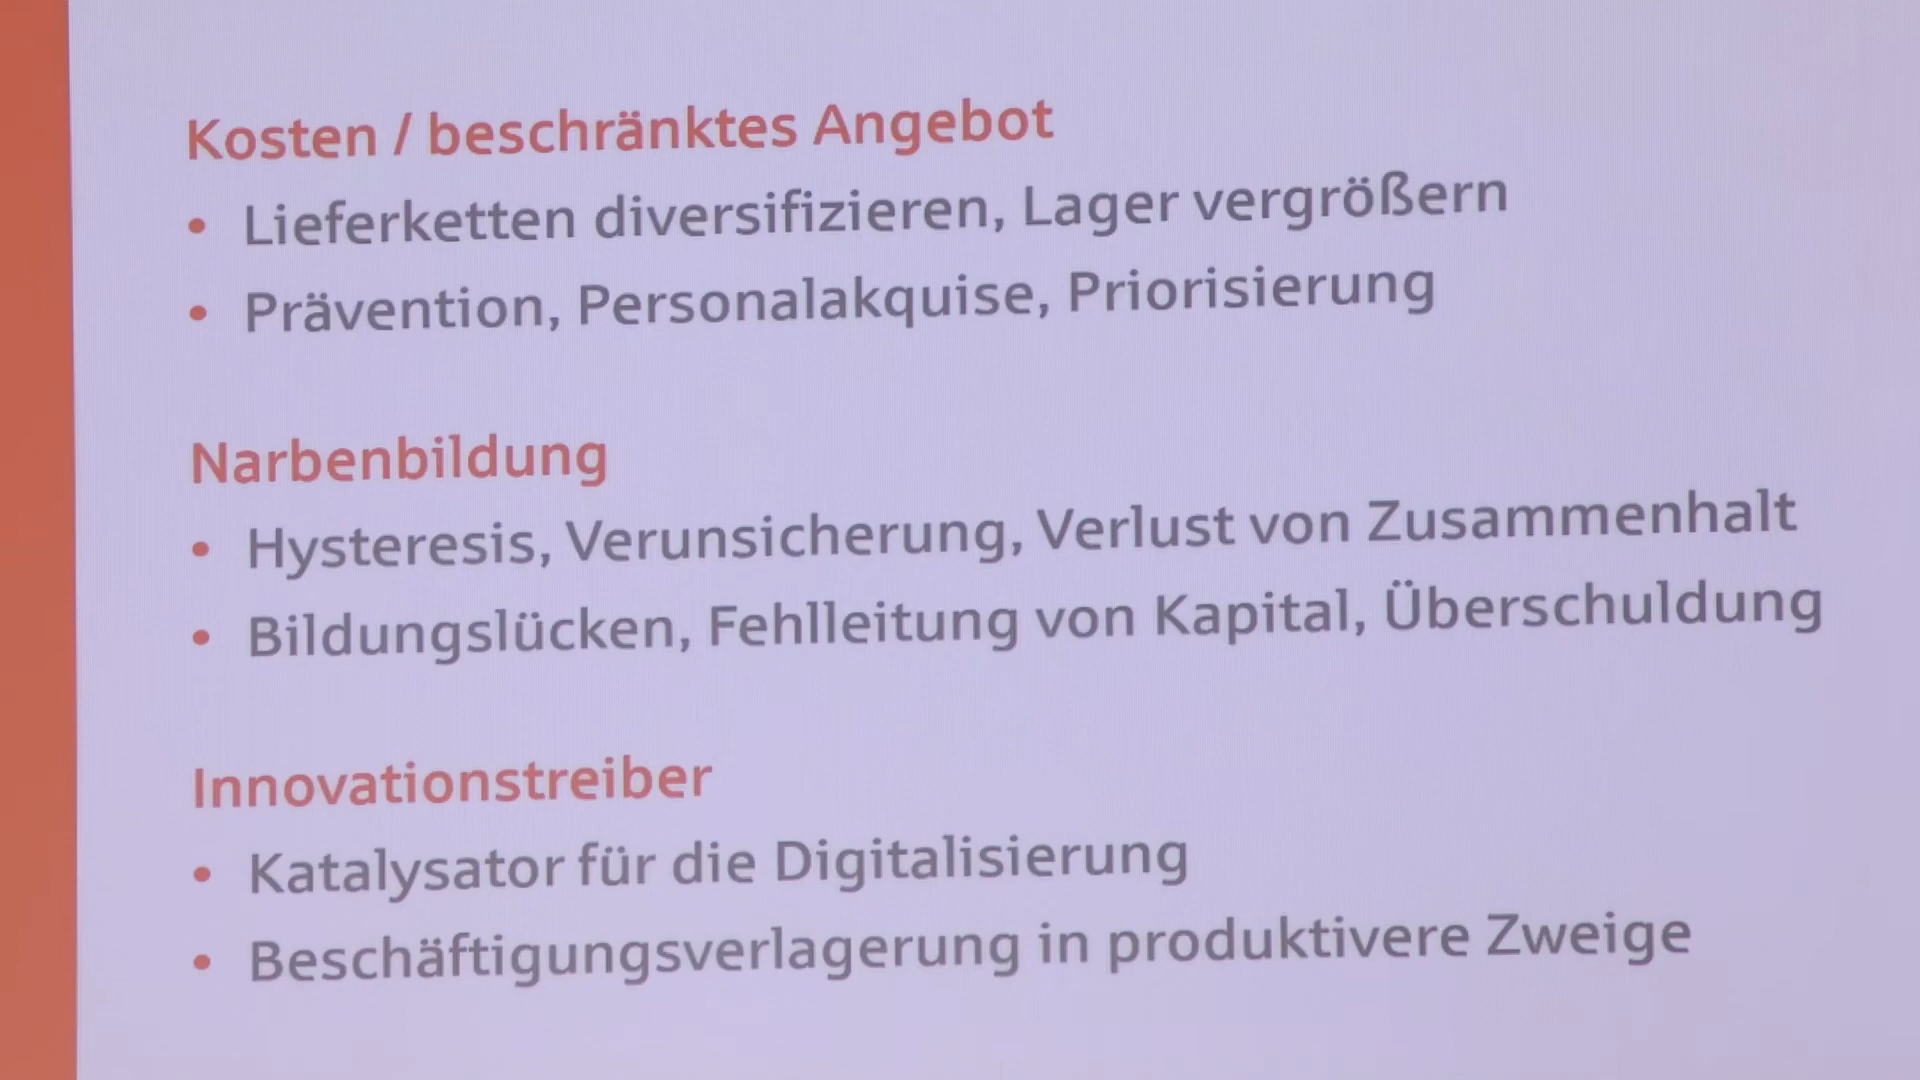 Kosten / beschränktes Angebot
• Lieferketten diversifizieren, Lager vergrößern
• Prävention, Personalakquise, Priorisierung
Narbenbildung
• Hysteresis, Verunsicherung, Verlust von Zusammenhalt
• Bildungslücken, Fehlleitung von Kapital, Überschuldung
Innovationstreiber
• Katalysator für die Digitalisierung
• Beschäftigungsverlagerung in produktivere Zweige